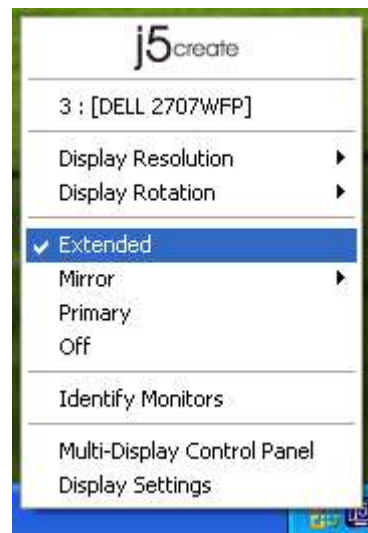 j5create
3 : [DELL 2707WFP]
Display Resolution
Display Rotation
Extended
Mirror
Primary
Off
Identify Monitors
Multi-Display Control Panel
Display Settings